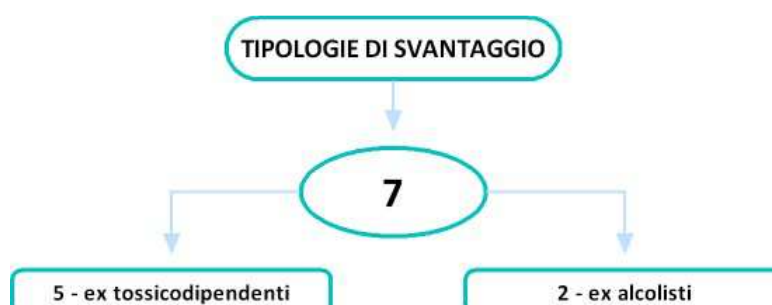 TIPOLOGIE DI SVANTAGGIO
7
5 - ex tossicodipendenti
2 - ex alcolisti